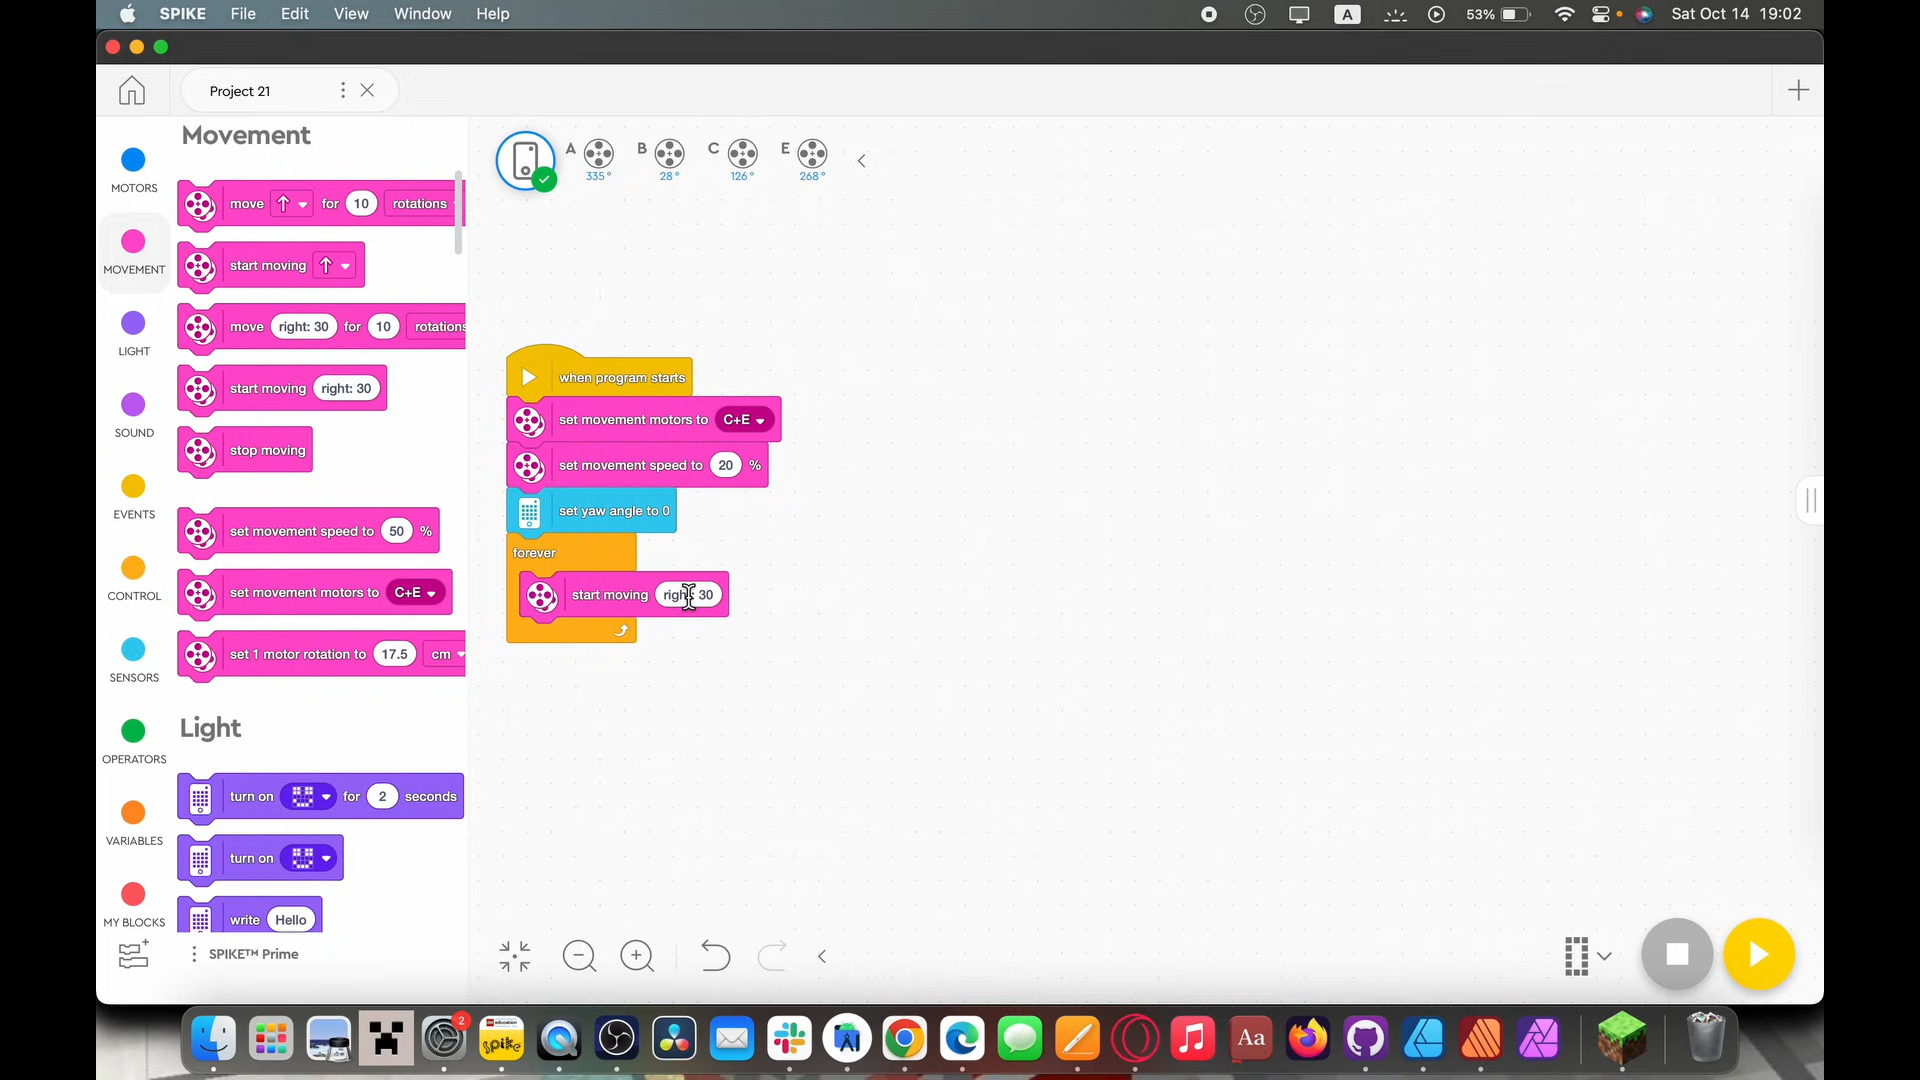 SPIKE File Edit View Window Help A 53% Sat Oct 14 19:02
Project 21
Movement
MOTORS
MOVEMENT
LIGHT
SOUND
EVENTS
CONTROL
SENSORS
OPERATORS
VARIABLES
MY BLOCKS
move for 10 rotations
start moving
move right: 30 for 10 rotations
start moving right: 30
stop moving
set movement speed to 50 %
set movement motors to C+E
set 1 motor rotation to 17.5 cm
Light
turn on for 2 seconds
turn on
write Hello
SPIKE™ Prime
A 335° B 28° C 126° E 268°
when program starts
set movement motors to C+E
set movement speed to 20 %
set yaw angle to 0
forever
start moving right: 30
2
education
spike
Aa